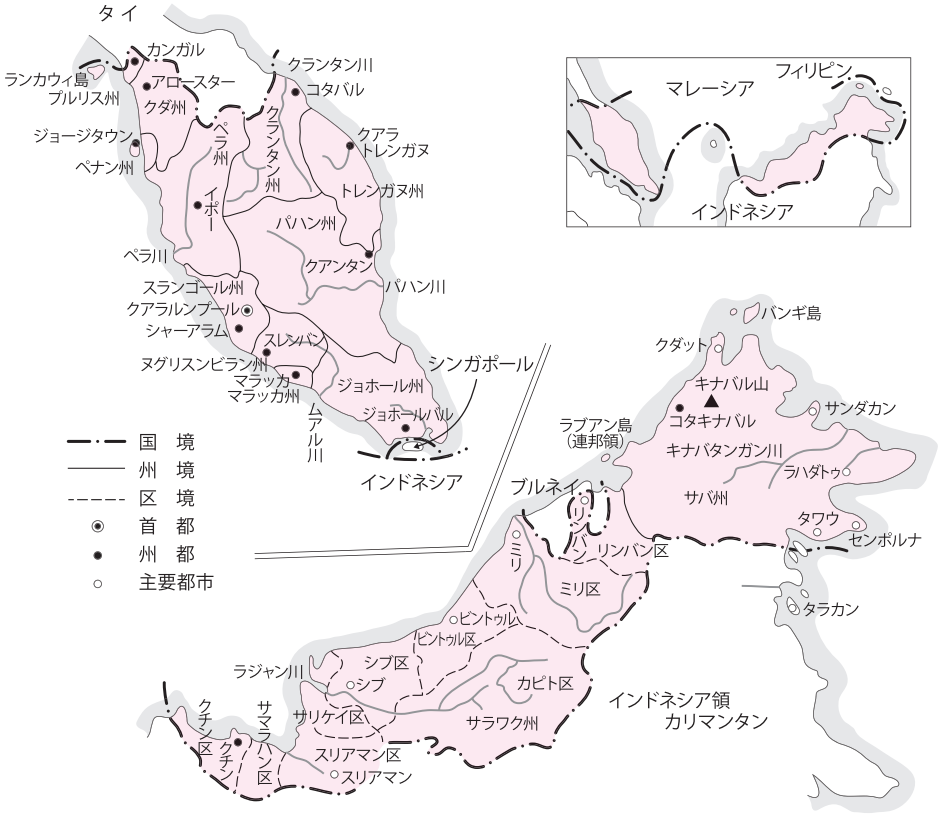 タイ
カンガル
ランカウィ島
プルリス州
アロースター
クダ州
クランタン川
コタバル
ジョージタウン
ペナン州
ペラ州
クランタン州
クアラ
トレンガヌ
トレンガヌ州
イポー
パハン州
ペラ川
クアンタン
パハン川
スランゴール州
クアラルンプール
シャーアラム
スレンバン
ヌグリスンビラン州
マラッカ
マラッカ州
ジョホール州
ムアル川
ジョホールバル
シンガポール
インドネシア
フィリピン
マレーシア
インドネシア
国境
州境
区境
首都
州都
主要都市
バンギ島
クダット
キナバル山
コタキナバル
サンダカン
ラブアン島
(連邦領)
キナバタンガン川
ラハダトゥ
サバ州
タワウ
センポルナ
ブルネイ
リンバン
リンバン区
ミリ
ミリ区
タラカン
ビントゥル
ビントゥル区
シブ区
シブ
ラジャン川
カピト区
サリケイ区
サラワク州
インドネシア領
カリマンタン
クチン区
クチン
サマラハン区
スリアマン区
スリアマン